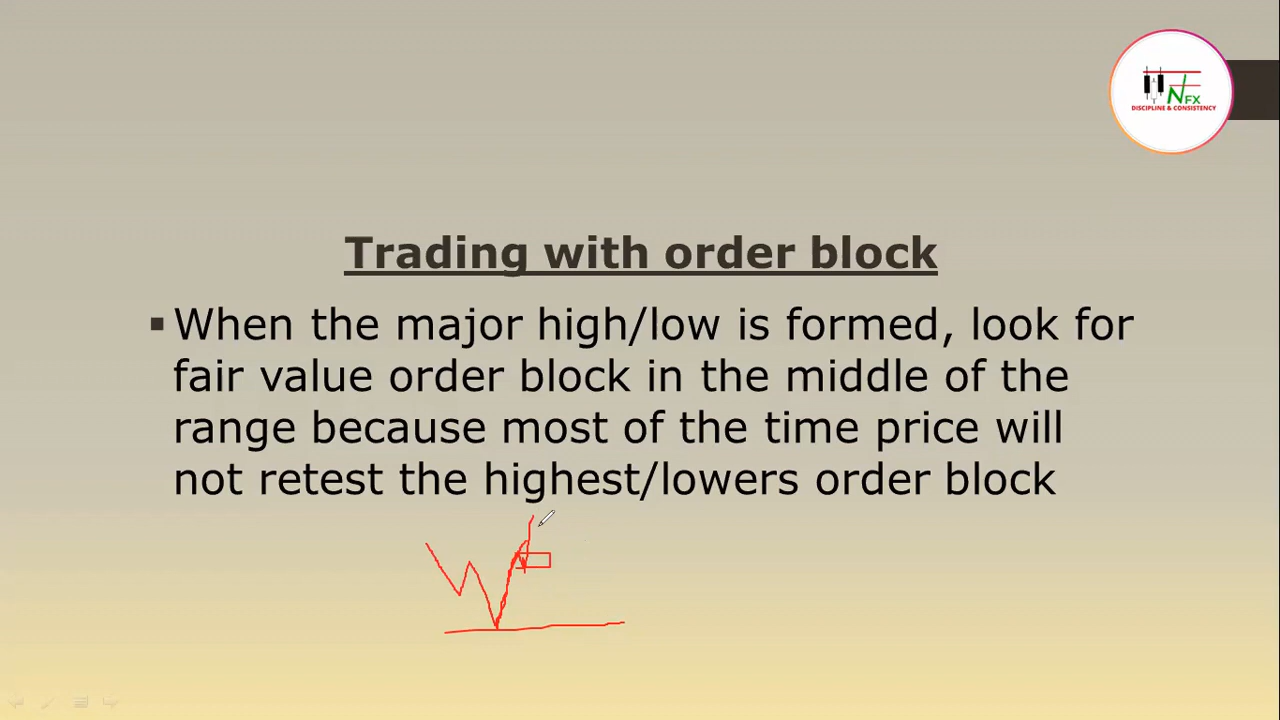 NFX
DISCIPLINE & CONSISTENCY
Trading with order block
▪When the major high/low is formed, look for
fair value order block in the middle of the
range because most of the time price will
not retest the highest/lowers order block